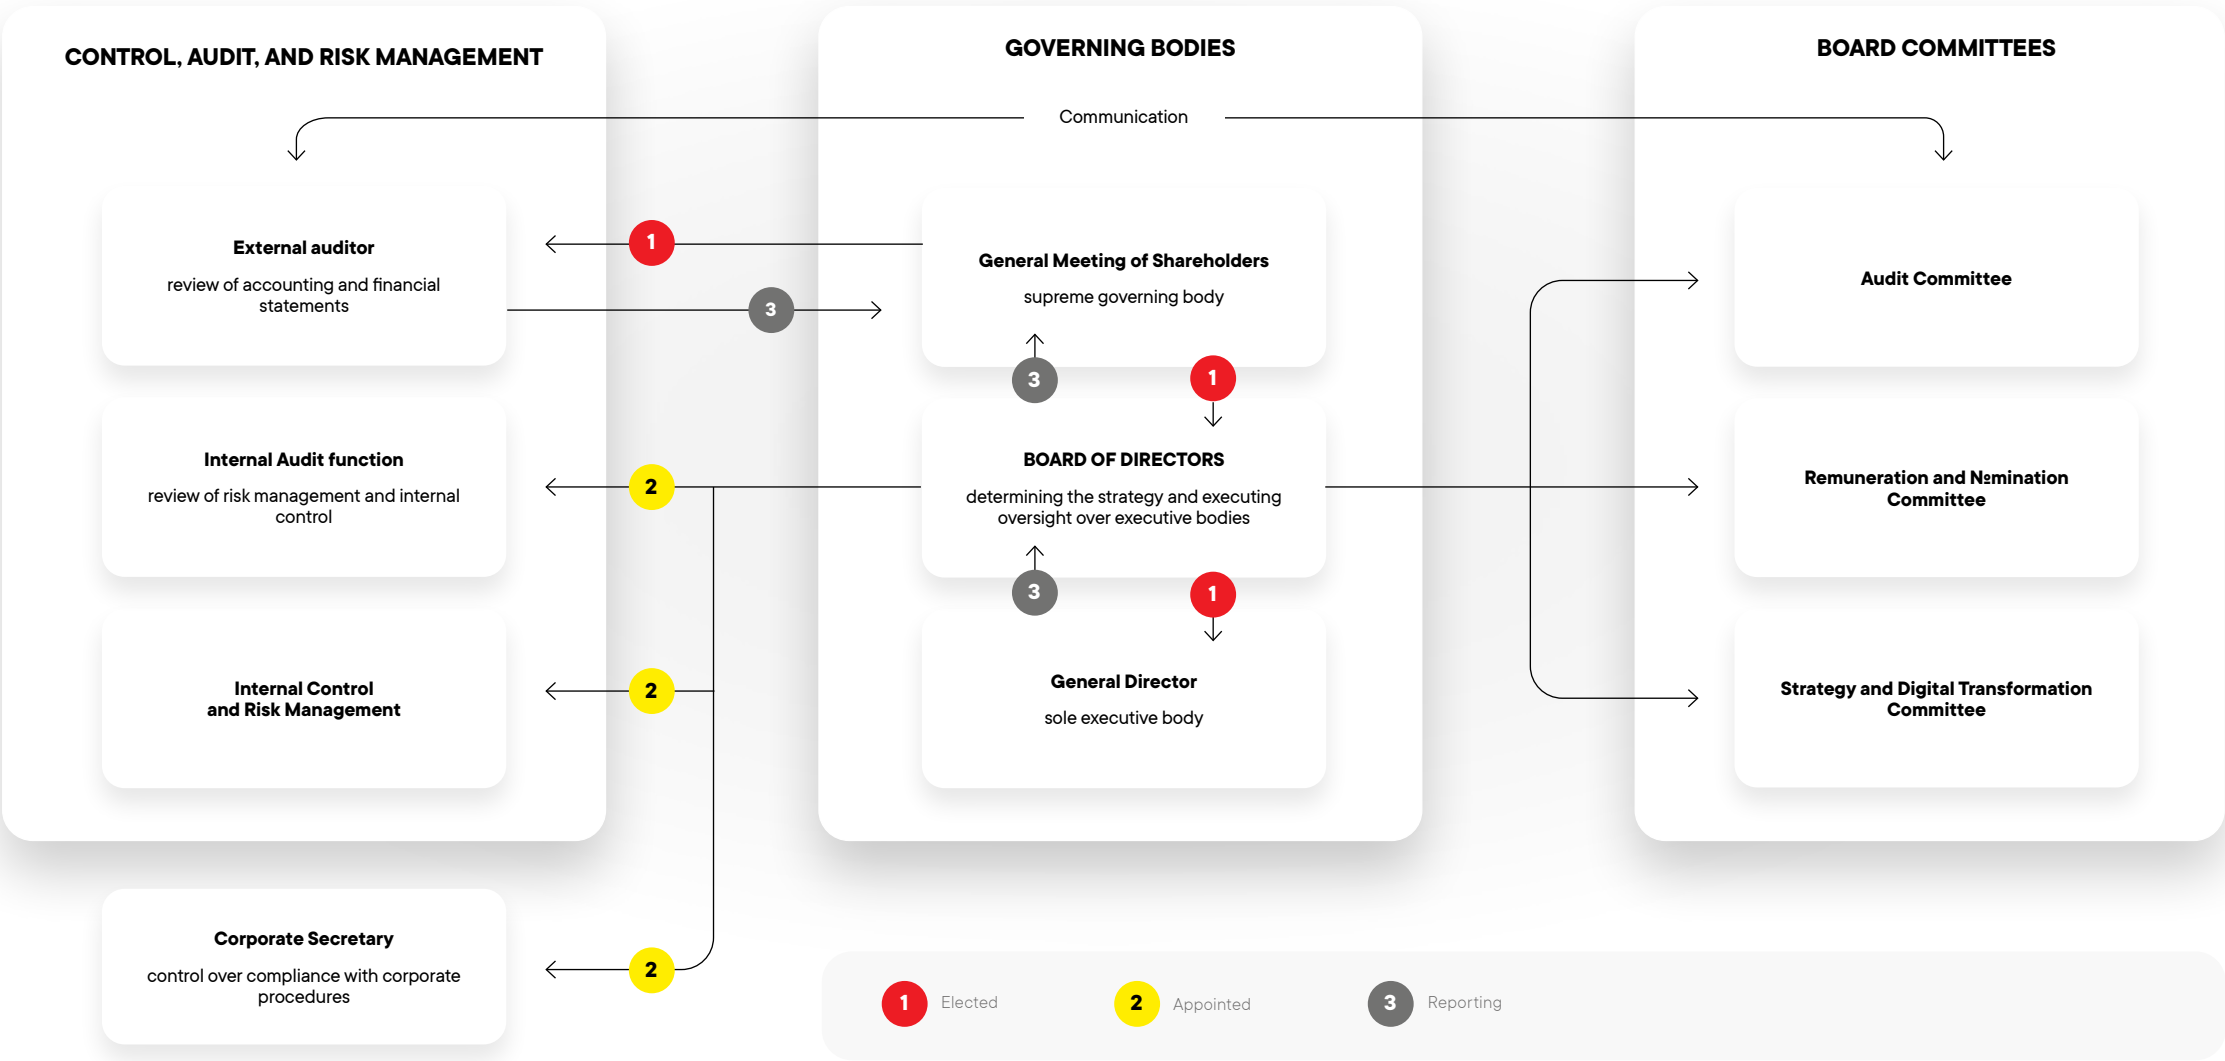 CONTROL, AUDIT, AND RISK MANAGEMENT
GOVERNING BODIES
BOARD COMMITTEES
Communication
External auditor
review of accounting and financial
statements
1
3
General Meeting of Shareholders
supreme governing body
Audit Committee
3
1
Internal Audit function
review of risk management and internal
control
2
BOARD OF DIRECTORS
determining the strategy and executing
oversight over executive bodies
Remuneration and Nomination
Committee
3
1
Internal Control
and Risk Management
2
General Director
sole executive body
Strategy and Digital Transformation
Committee
Corporate Secretary
control over compliance with corporate
procedures
2
1 Elected
2 Appointed
3 Reporting